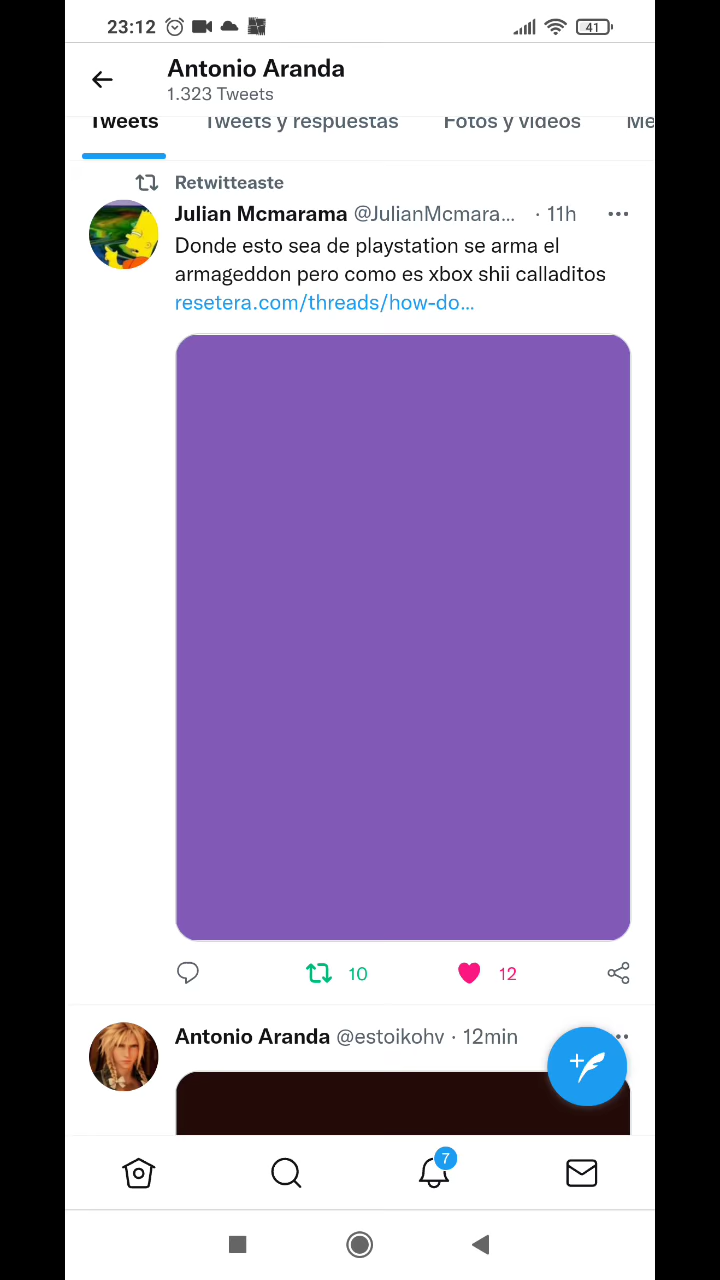 23:12
41
Antonio Aranda
1.323 Tweets
Tweets Tweets y respuestas Fotos y vídeos Me
Retwitteaste
Julian Mcmarama @JulianMcmara... · 11h
Donde esto sea de playstation se arma el
armageddon pero como es xbox shii calladitos
resetera.com/threads/how-do...
10 12
Antonio Aranda @estoikohv · 12min
7